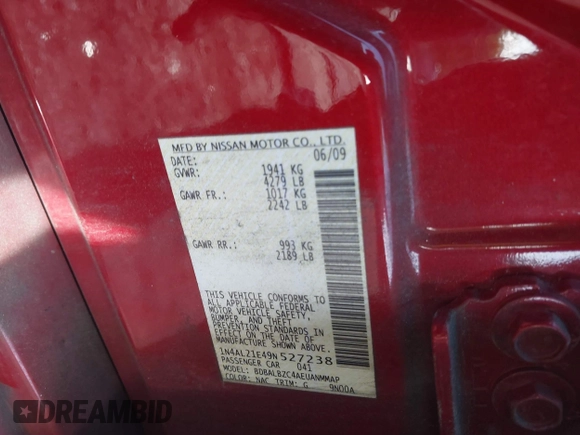 MFD BY NISSAN MOTOR CO., LTD.
DATE: 06/09
GVWR: 1941 KG
4279 LB
GAWR FR.: 1017 KG
2242 LB
GAWR RR.: 993 KG
2189 LB
THIS VEHICLE CONFORMS TO
ALL APPLICABLE FEDERAL
MOTOR VEHICLE SAFETY,
BUMPER, AND THEFT
PREVENTION STANDARDS IN
EFFECT ON THE DATE OF
MANUFACTURE SHOWN ABOVE.
1N4AL21E49N527238
PASSENGER CAR 041
MODEL: BDBALBZC4AEUANMMAP
COLOR: NAC TRIM: G 9N00A
DREAMBID
DREAMBID